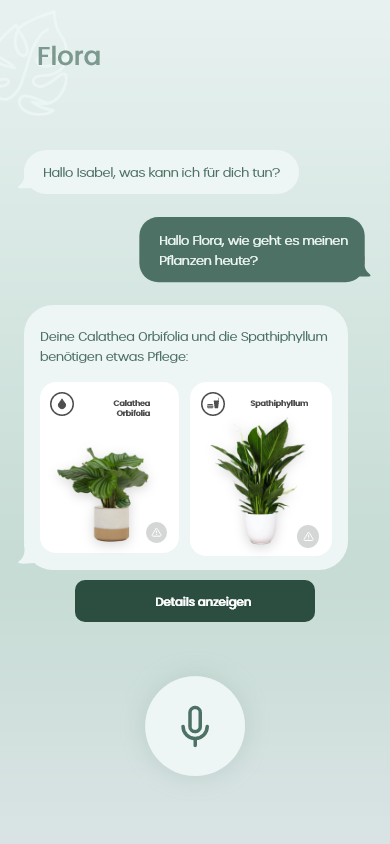 Flora
Hallo Isabel, was kann ich für dich tun?
Hallo Flora, wie geht es meinen
Pflanzen heute?
Deine Calathea Orbifolia und die Spathiphyllum
benötigen etwas Pflege:
Calathea
Orbifolia
Spathiphyllum
Details anzeigen